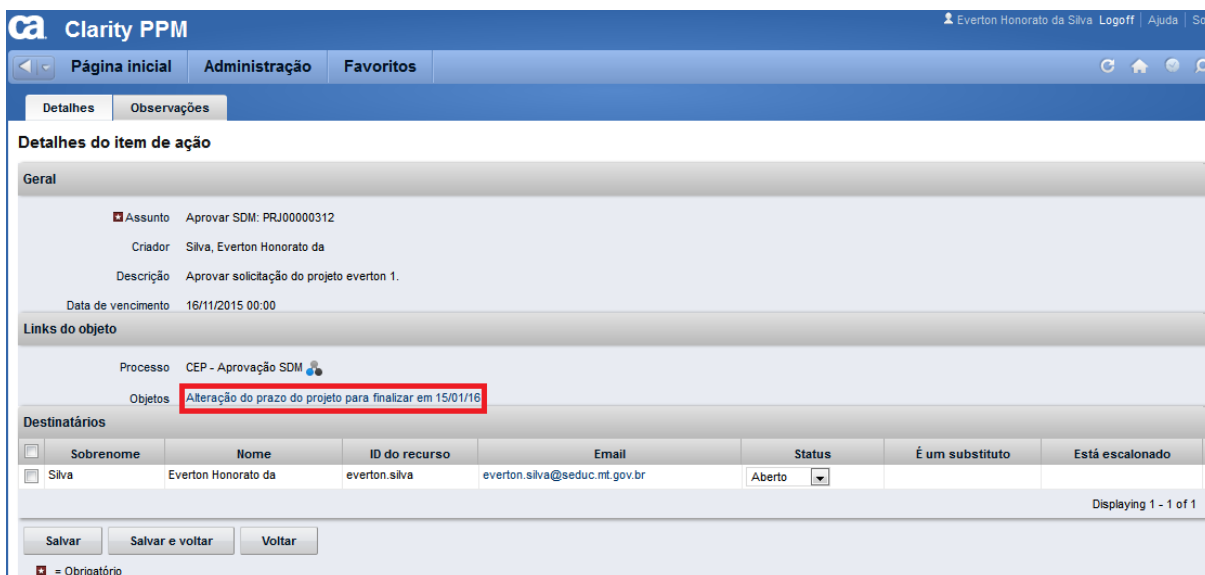 ca Clarity PPM
Everton Honorato da Silva Logoff | Ajuda | So
Página inicial Administração Favoritos
Detalhes Observações
Detalhes do item de ação
Geral
Assunto Aprovar SDM: PRJ00000312
Criador Silva, Everton Honorato da
Descrição Aprovar solicitação do projeto everton 1.
Data de vencimento 16/11/2015 00:00
Links do objeto
Processo CEP - Aprovação SDM
Objetos Alteração do prazo do projeto para finalizar em 15/01/16
Destinatários
Sobrenome Nome ID do recurso Email Status É um substituto Está escalonado
Silva Everton Honorato da everton.silva everton.silva@seduc.mt.gov.br Aberto
Displaying 1 - 1 of 1
Salvar Salvar e voltar Voltar
= Obrigatório